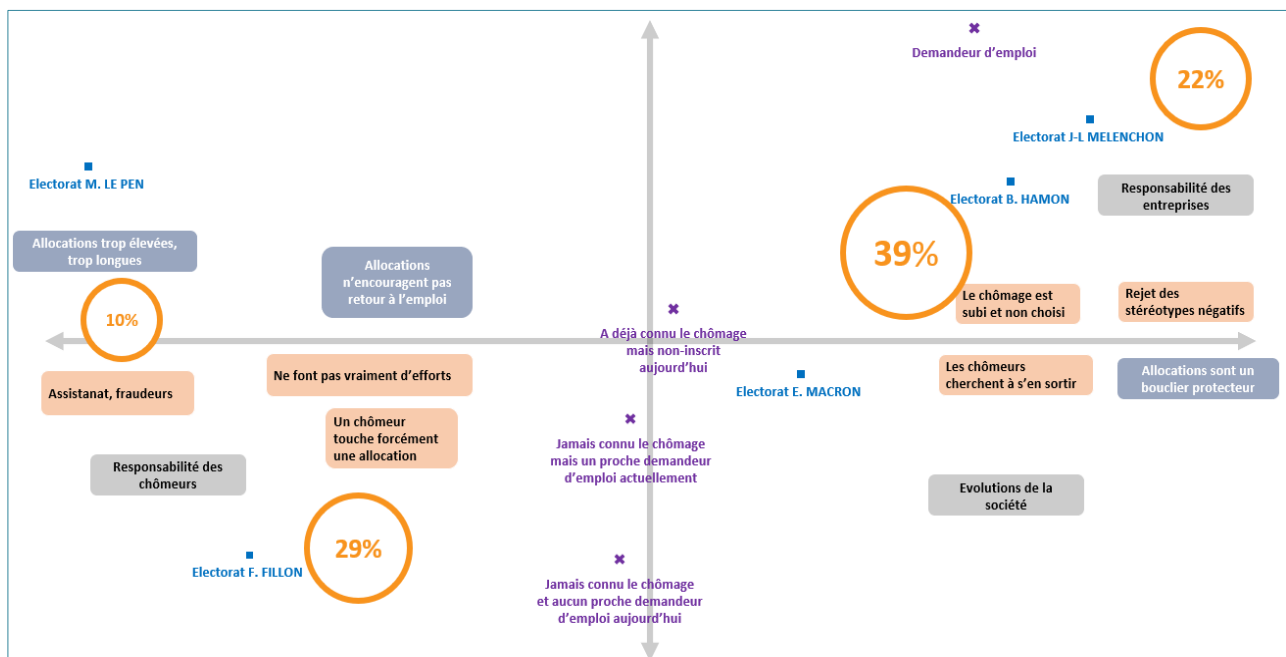 Demandeur d'emploi
22%
Electorat J-L MELENCHON
Electorat M. LE PEN
Electorat B. HAMON
Responsabilité des
entreprises
Allocations trop élevées,
trop longues
Allocations
n'encouragent pas
retour à l'emploi
39%
10%
Le chômage est
subi et non choisi
Rejet des
stéréotypes négatifs
A déjà connu le chômage
mais non-inscrit
aujourd'hui
Assistanat, fraudeurs
Ne font pas vraiment d'efforts
Electorat E. MACRON
Les chômeurs
cherchent à s'en sortir
Allocations sont un
bouclier protecteur
Un chômeur
touche forcément
une allocation
Jamais connu le chômage
mais un proche demandeur
d'emploi actuellement
Responsabilité des
chômeurs
Evolutions de la
société
29%
Electorat F. FILLON
Jamais connu le chômage
et aucun proche demandeur
d'emploi aujourd'hui